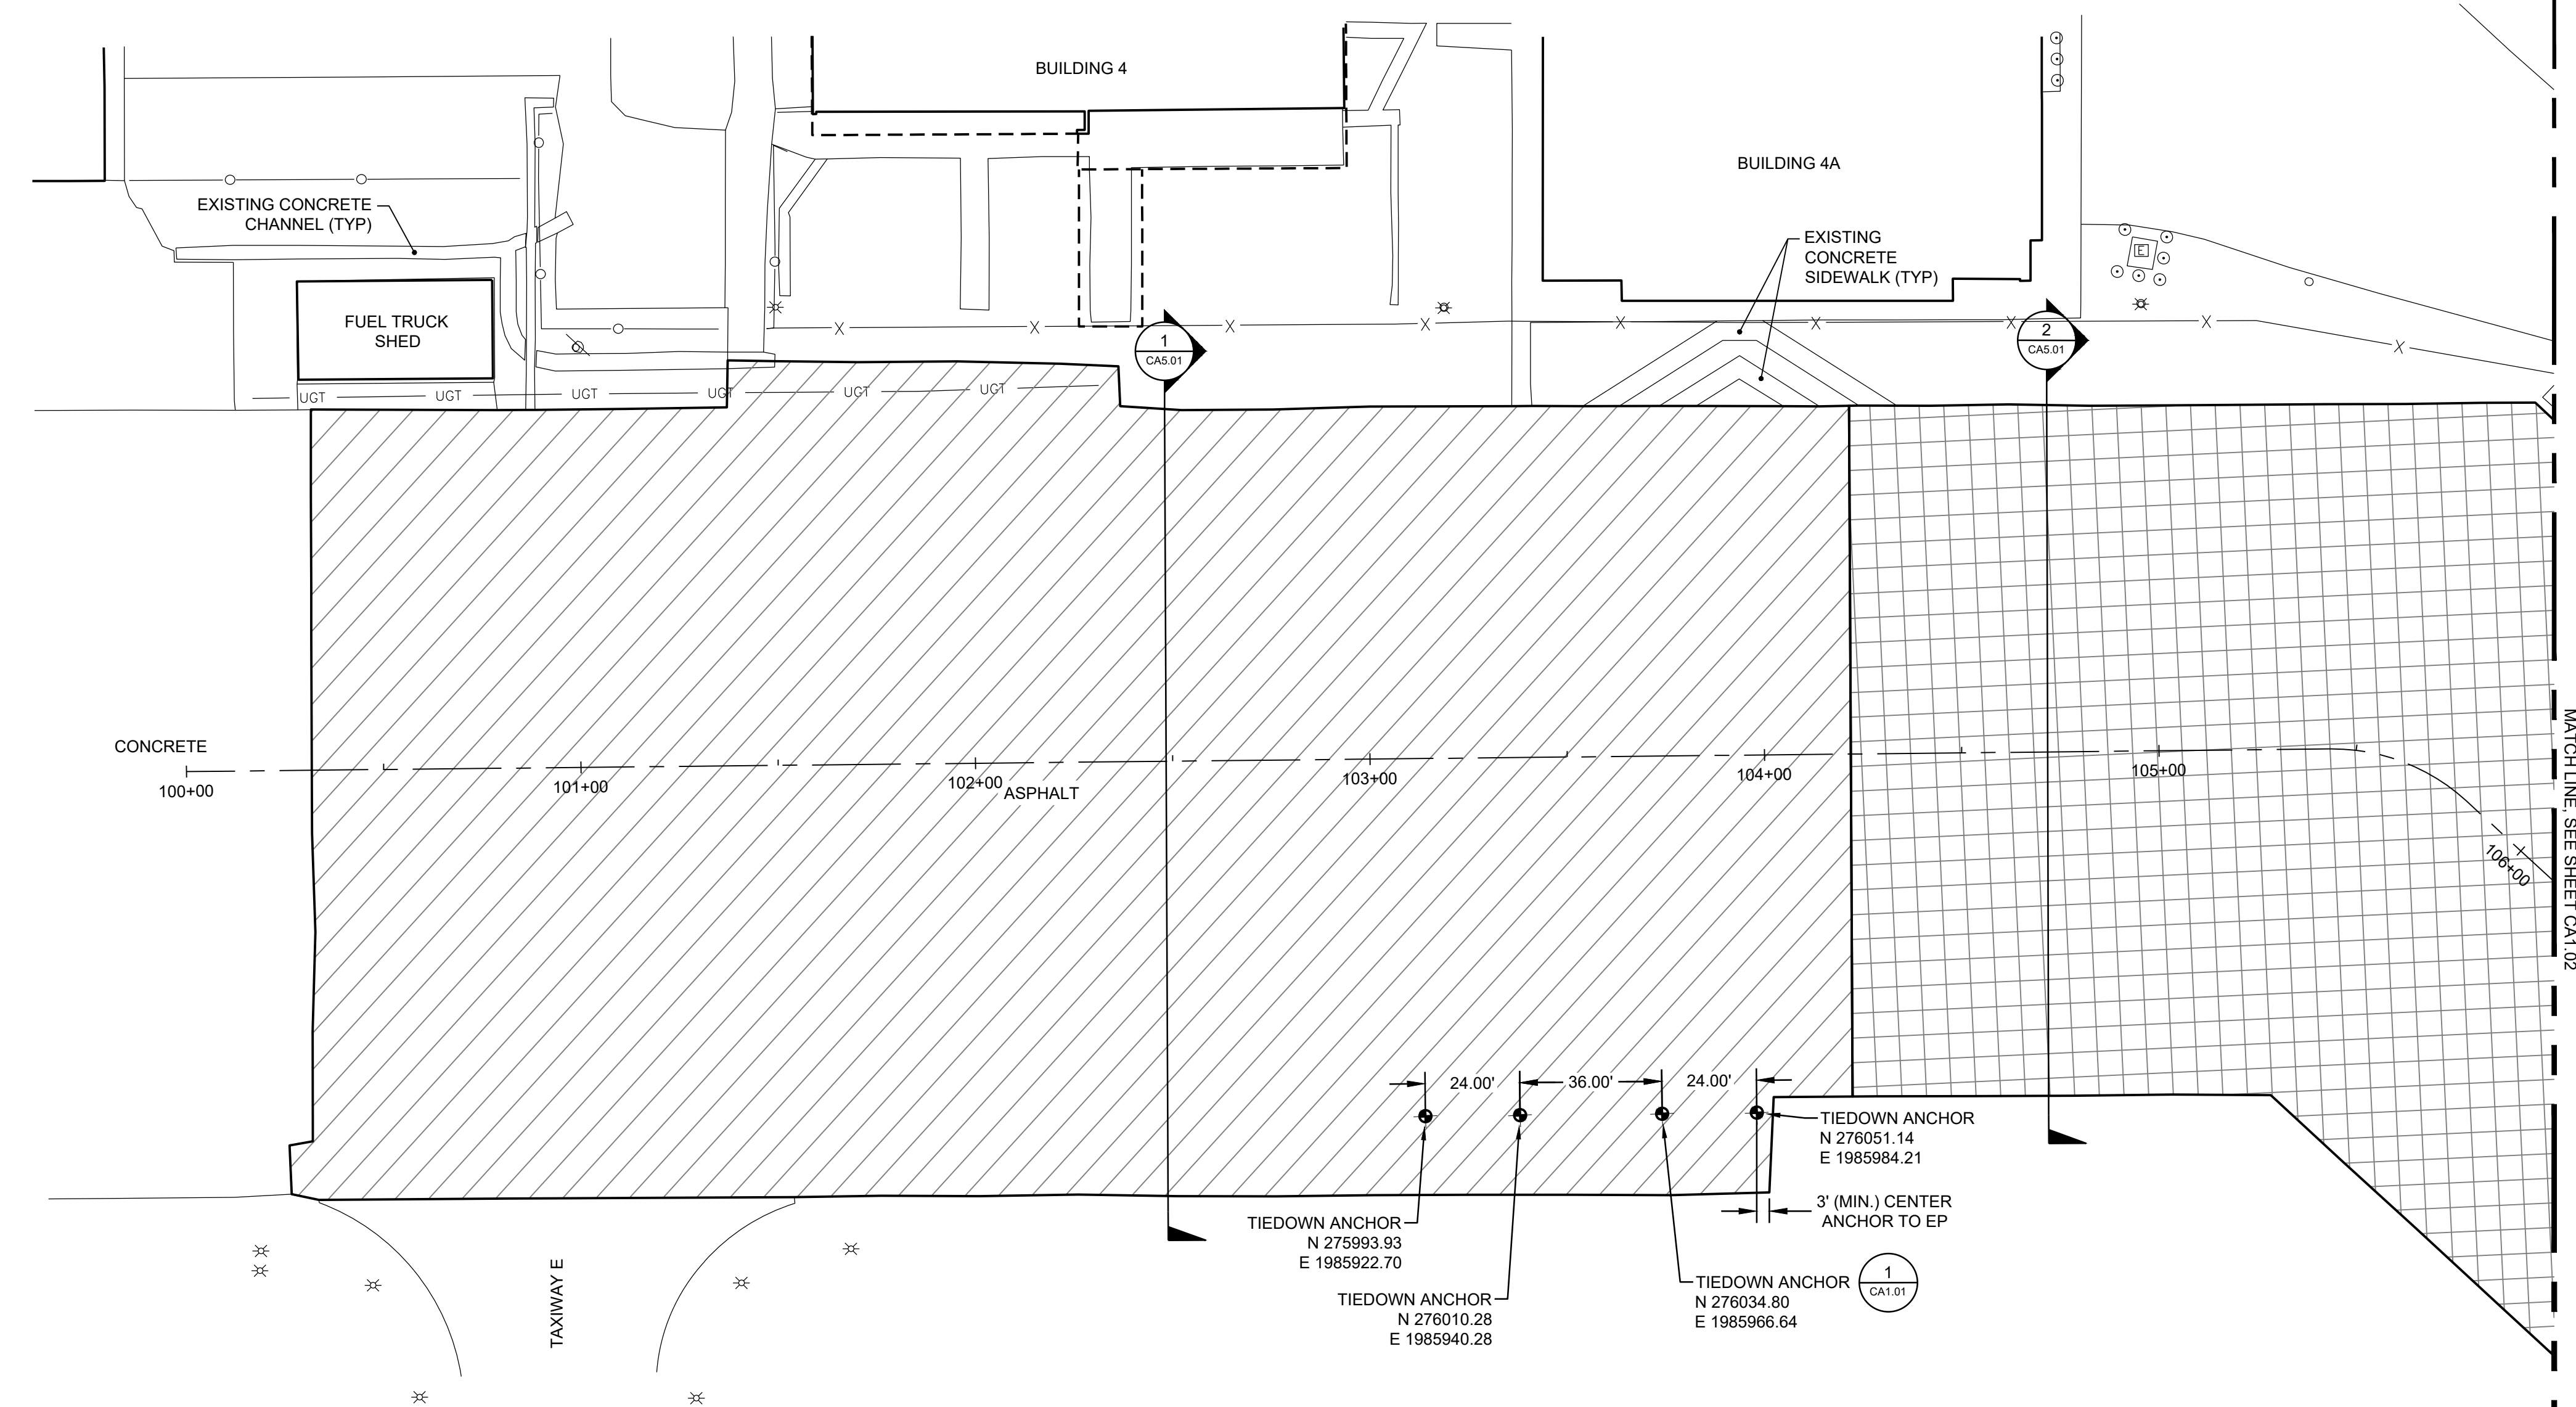 BUILDING 4
BUILDING 4A
EXISTING CONCRETE
CHANNEL (TYP)
EXISTING
CONCRETE
SIDEWALK (TYP)
E
FUEL TRUCK
SHED
X X X X X X X X X
1
CA5.01
2
CA5.01
UGT UGT UGT UGT UGT UGT
CONCRETE
100+00
101+00
102+00
ASPHALT
103+00
104+00
105+00
106+00
MATCH LINE, SEE SHEET CA1.02
24.00'
36.00'
24.00'
TIEDOWN ANCHOR
N 276051.14
E 1985984.21
3' (MIN.) CENTER
ANCHOR TO EP
TIEDOWN ANCHOR
N 275993.93
E 1985922.70
TIEDOWN ANCHOR
N 276010.28
E 1985940.28
TIEDOWN ANCHOR
N 276034.80
E 1985966.64
1
CA1.01
TAXIWAY E